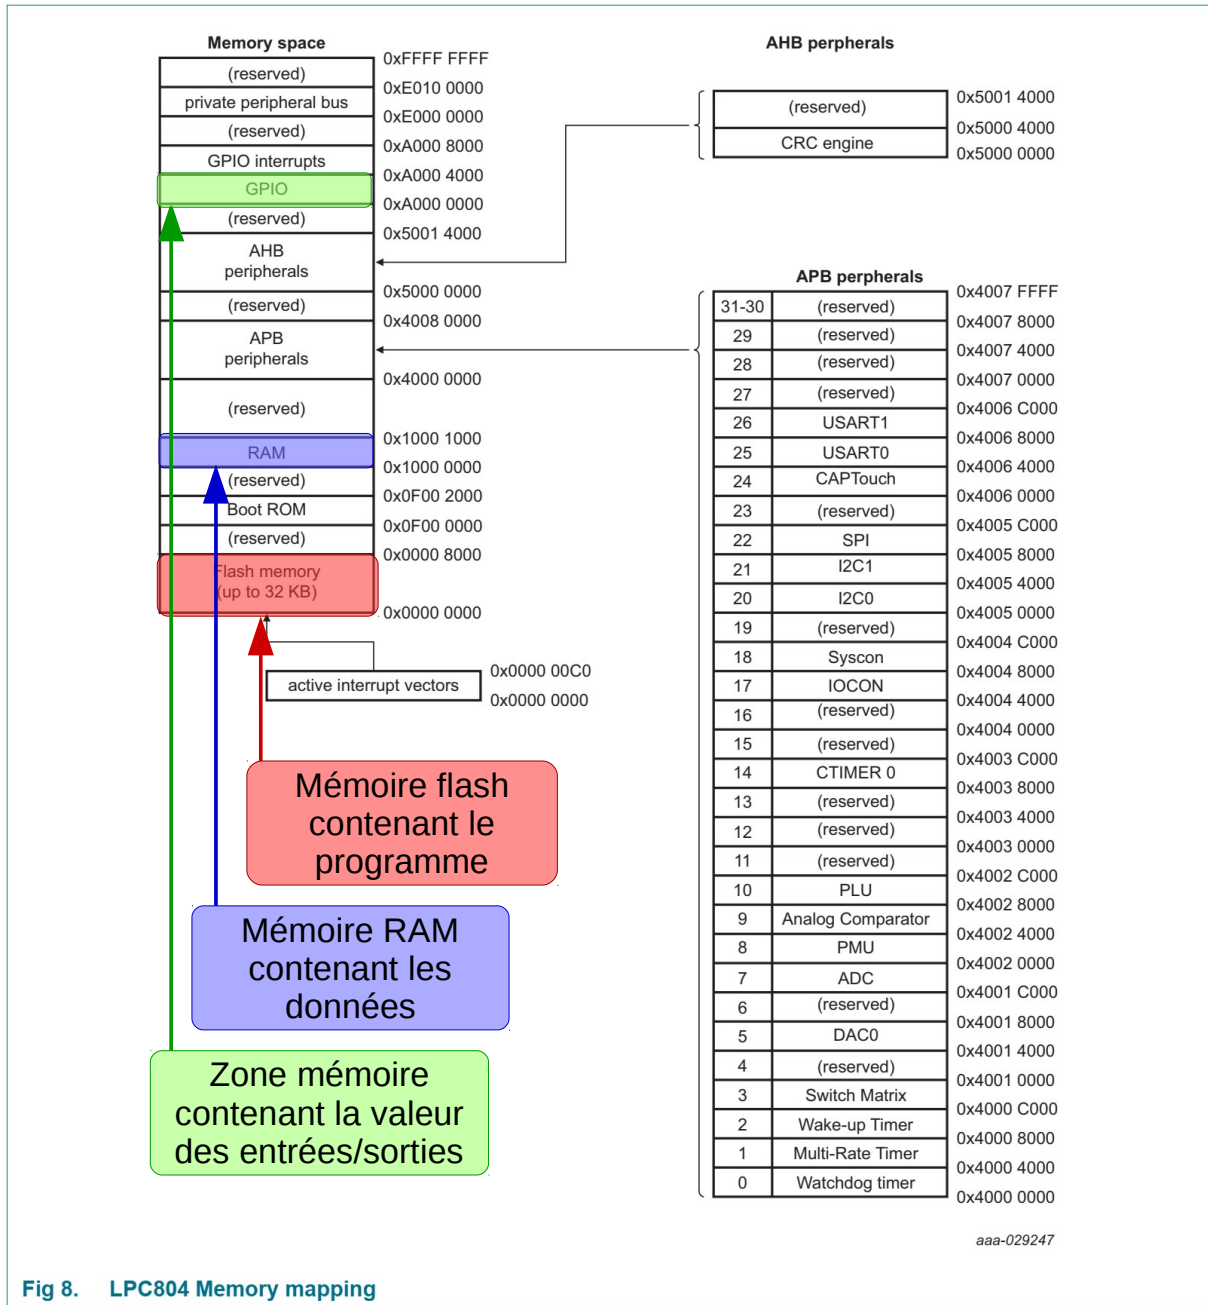 Memory space
0xFFFF FFFF
(reserved)
0xE010 0000
private peripheral bus
0xE000 0000
(reserved)
0xA000 8000
GPIO interrupts
0xA000 4000
GPIO
0xA000 0000
(reserved)
0x5001 4000
AHB
peripherals
0x5000 0000
(reserved)
0x4008 0000
APB
peripherals
0x4000 0000
(reserved)
0x1000 1000
RAM
0x1000 0000
(reserved)
0x0F00 2000
Boot ROM
0x0F00 0000
(reserved)
0x0000 8000
Flash memory
(up to 32 KB)
0x0000 0000
0x0000 00C0
active interrupt vectors
0x0000 0000
Mémoire flash
contenant le
programme
Mémoire RAM
contenant les
données
Zone mémoire
contenant la valeur
des entrées/sorties
AHB perpherals
0x5001 4000
(reserved)
0x5000 4000
CRC engine
0x5000 0000
APB perpherals
0x4007 FFFF
31-30 (reserved)
0x4007 8000
29 (reserved)
0x4007 4000
28 (reserved)
0x4007 0000
27 (reserved)
0x4006 C000
26 USART1
0x4006 8000
25 USART0
0x4006 4000
24 CAPTouch
0x4006 0000
23 (reserved)
0x4005 C000
22 SPI
0x4005 8000
21 I2C1
0x4005 4000
20 I2C0
0x4005 0000
19 (reserved)
0x4004 C000
18 Syscon
0x4004 8000
17 IOCON
0x4004 4000
16 (reserved)
0x4004 0000
15 (reserved)
0x4003 C000
14 CTIMER 0
0x4003 8000
13 (reserved)
0x4003 4000
12 (reserved)
0x4003 0000
11 (reserved)
0x4002 C000
10 PLU
0x4002 8000
9 Analog Comparator
0x4002 4000
8 PMU
0x4002 0000
7 ADC
0x4001 C000
6 (reserved)
0x4001 8000
5 DAC0
0x4001 4000
4 (reserved)
0x4001 0000
3 Switch Matrix
0x4000 C000
2 Wake-up Timer
0x4000 8000
1 Multi-Rate Timer
0x4000 4000
0 Watchdog timer
0x4000 0000
aaa-029247
Fig 8. LPC804 Memory mapping